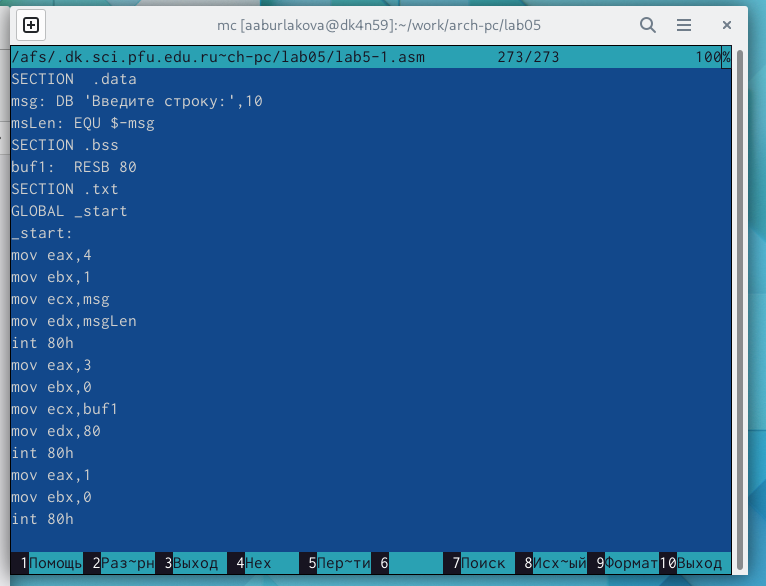 mc [aaburlakova@dk4n59]:~/work/arch-pc/lab05
/afs/.dk.sci.pfu.edu.ru~ch-pc/lab05/lab5-1.asm 273/273 100%
SECTION .data
msg: DB 'Введите строку:',10
msLen: EQU $-msg
SECTION .bss
buf1: RESB 80
SECTION .txt
GLOBAL _start
_start:
mov eax,4
mov ebx,1
mov ecx,msg
mov edx,msgLen
int 80h
mov eax,3
mov ebx,0
mov ecx,buf1
mov edx,80
int 80h
mov eax,1
mov ebx,0
int 80h
1Помощь 2Раз~рн 3Выход 4Hex 5Пер~ти 6 7Поиск 8Исх~ый 9Формат 10Выход